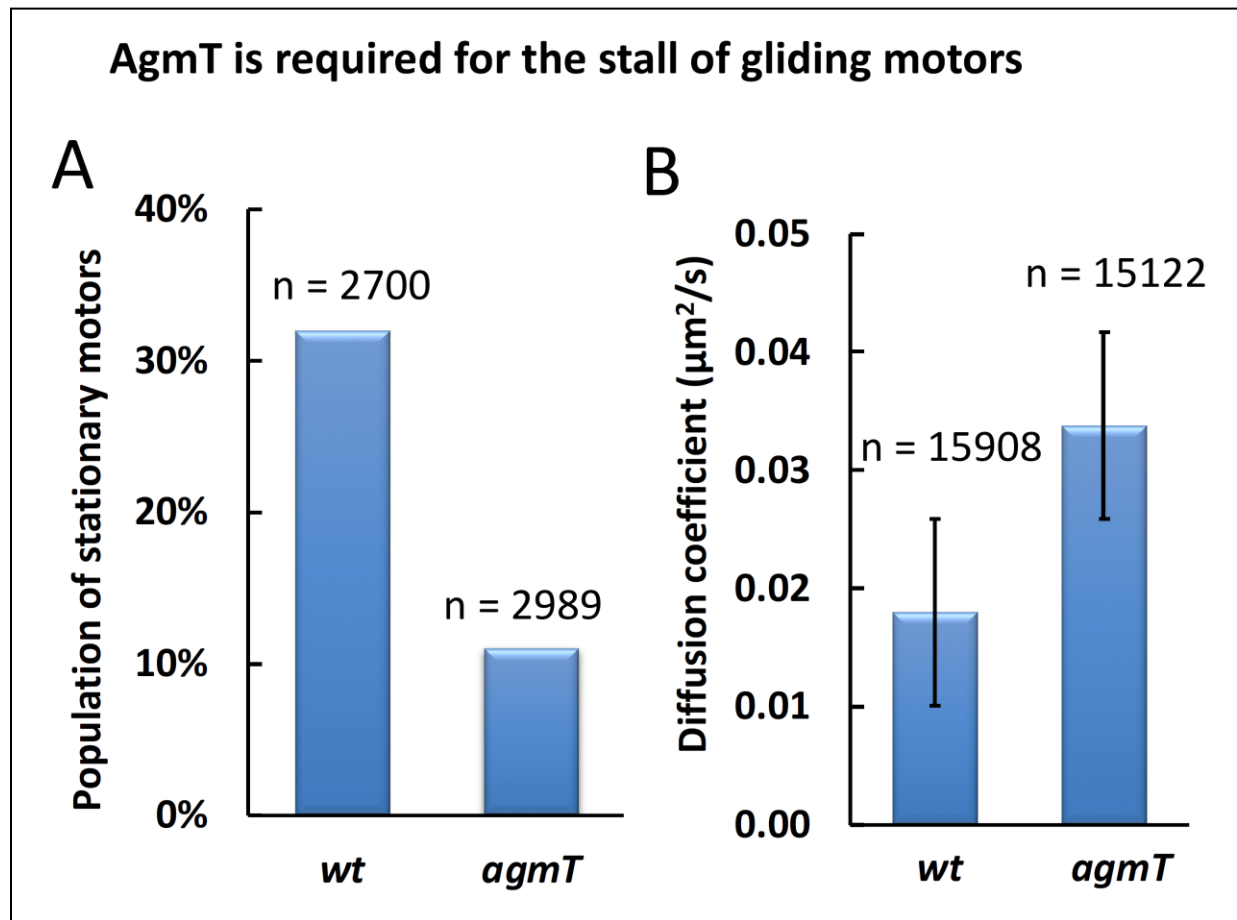 AgmT is required for the stall of gliding motors
A
Population of stationary motors
40%
30%
20%
10%
0%
n = 2700
n = 2989
wt
agmT
B
Diffusion coefficient (µm²/s)
0.05
0.04
0.03
0.02
0.01
0.00
n = 15908
n = 15122
wt
agmT